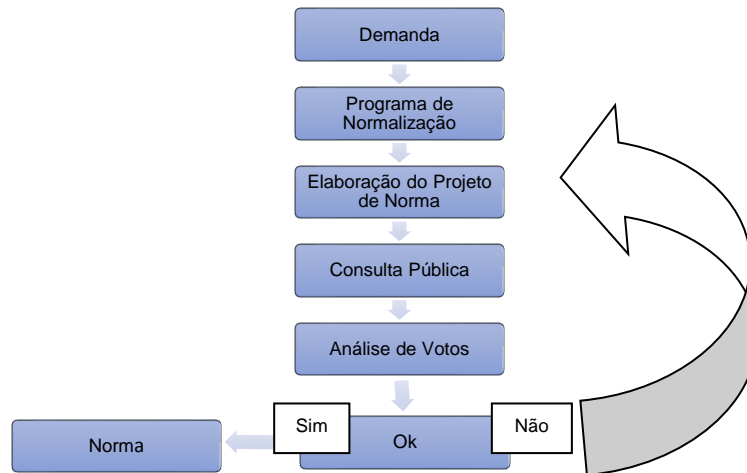 Demanda
Programa de
Normalização
Elaboração do Projeto
de Norma
Consulta Pública
Análise de Votos
Sim
Não
Ok
Norma